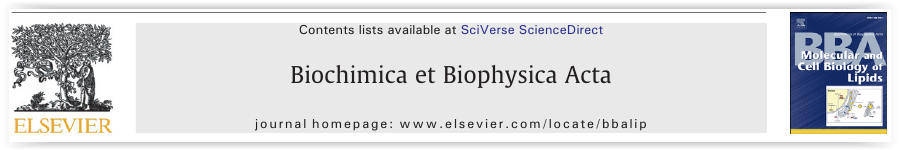 Contents lists available at SciVerse ScienceDirect
Biochimica et Biophysica Acta
journal homepage: www.elsevier.com/locate/bbalip
ELSEVIER
BBA
Molecular and
Cell Biology of
Lipids